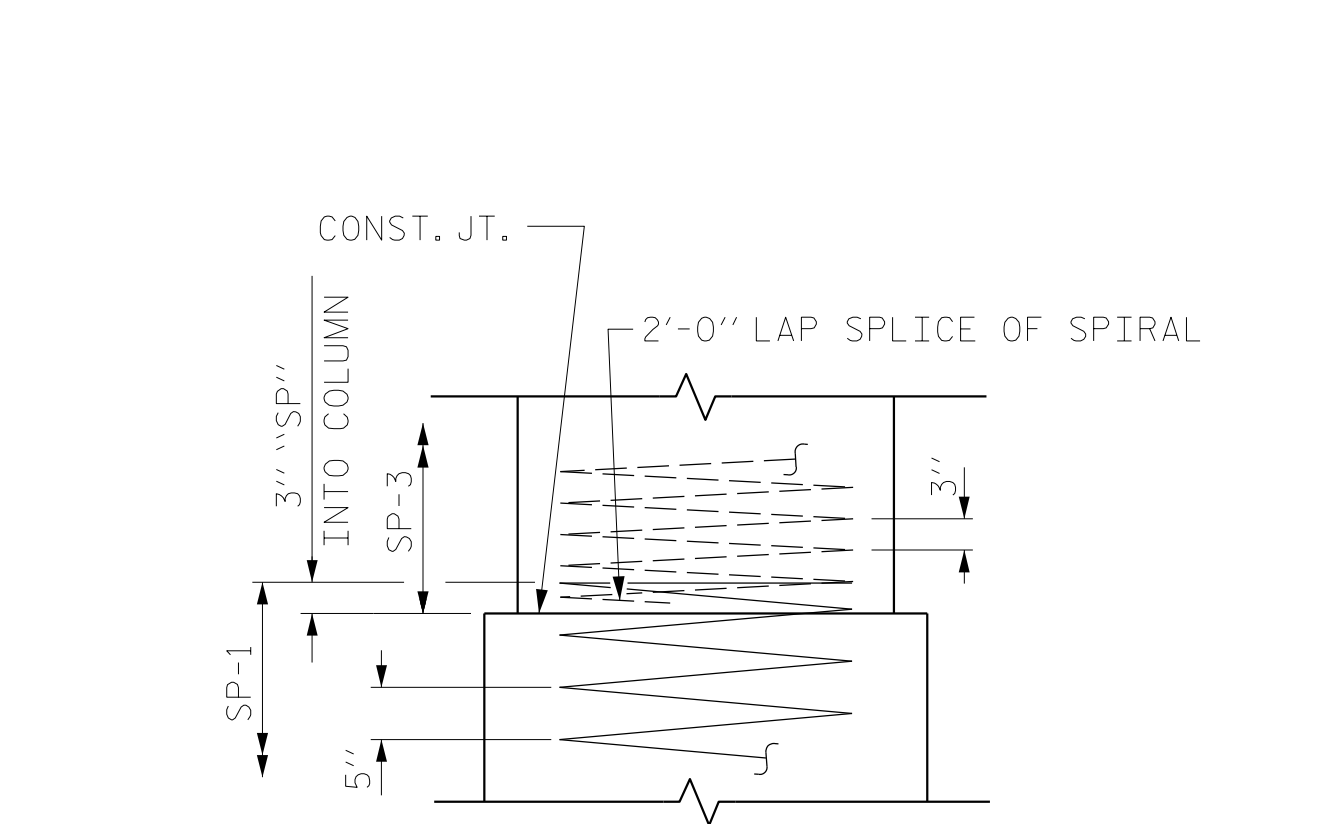 CONST. JT.
2'-0'' LAP SPLICE OF SPIRAL
3'' ``SP''
INTO COLUMN
SP-3
3''
SP-1
5''